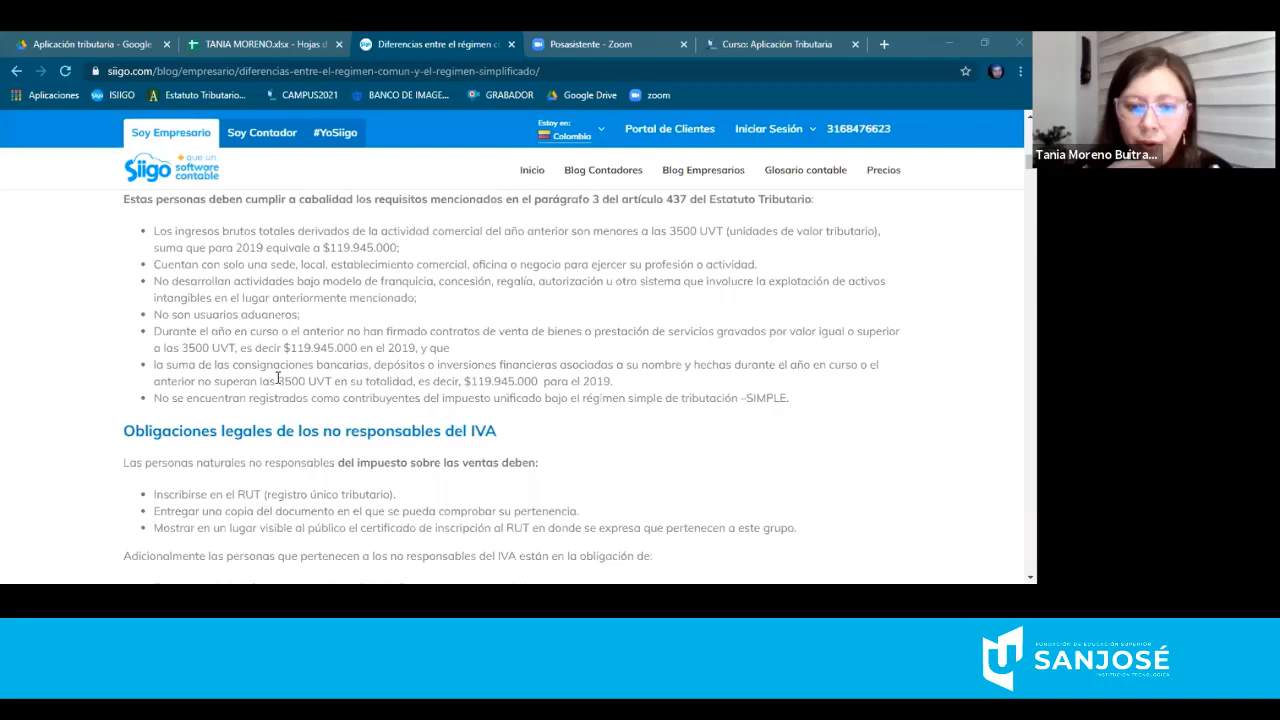 Aplicación tributaria - Google
TANIA MORENO.xlsx - Hojas d
Diferencias entre el régimen c
Posasistente - Zoom
Curso: Aplicación Tributaria
siigo.com/blog/empresario/diferencias-entre-el-regimen-comun-y-el-regimen-simplificado/
Aplicaciones
ISIIGO
Estatuto Tributario...
CAMPUS2021
BANCO DE IMAGE...
GRABADOR
Google Drive
zoom
Tania Moreno Buitra...
Soy Empresario
Soy Contador
#YoSiigo
Estoy en:
Colombia
Portal de Clientes
Iniciar Sesión
3168476623
Siigo
+ que un
software
contable
Inicio
Blog Contadores
Blog Empresarios
Glosario contable
Precios
Estas personas deben cumplir a cabalidad los requisitos mencionados en el parágrafo 3 del artículo 437 del Estatuto Tributario:
• Los ingresos brutos totales derivados de la actividad comercial del año anterior son menores a las 3500 UVT (unidades de valor tributario),
suma que para 2019 equivale a $119.945.000;
• Cuentan con solo una sede, local, establecimiento comercial, oficina o negocio para ejercer su profesión o actividad.
• No desarrollan actividades bajo modelo de franquicia, concesión, regalía, autorización u otro sistema que involucre la explotación de activos
intangibles en el lugar anteriormente mencionado;
• No son usuarios aduaneros;
• Durante el año en curso o el anterior no han firmado contratos de venta de bienes o prestación de servicios gravados por valor igual o superior
a las 3500 UVT, es decir $119.945.000 en el 2019, y que
• la suma de las consignaciones bancarias, depósitos o inversiones financieras asociadas a su nombre y hechas durante el año en curso o el
anterior no superan las 3500 UVT en su totalidad, es decir, $119.945.000 para el 2019.
• No se encuentran registrados como contribuyentes del impuesto unificado bajo el régimen simple de tributación –SIMPLE.
Obligaciones legales de los no responsables del IVA
Las personas naturales no responsables del impuesto sobre las ventas deben:
• Inscribirse en el RUT (registro único tributario).
• Entregar una copia del documento en el que se pueda comprobar su pertenencia.
• Mostrar en un lugar visible al público el certificado de inscripción al RUT en donde se expresa que pertenecen a este grupo.
Adicionalmente las personas que pertenecen a los no responsables del IVA están en la obligación de:
FUNDACIÓN DE EDUCACIÓN SUPERIOR
SANJOSÉ
INSTITUCIÓN TECNOLÓGICA